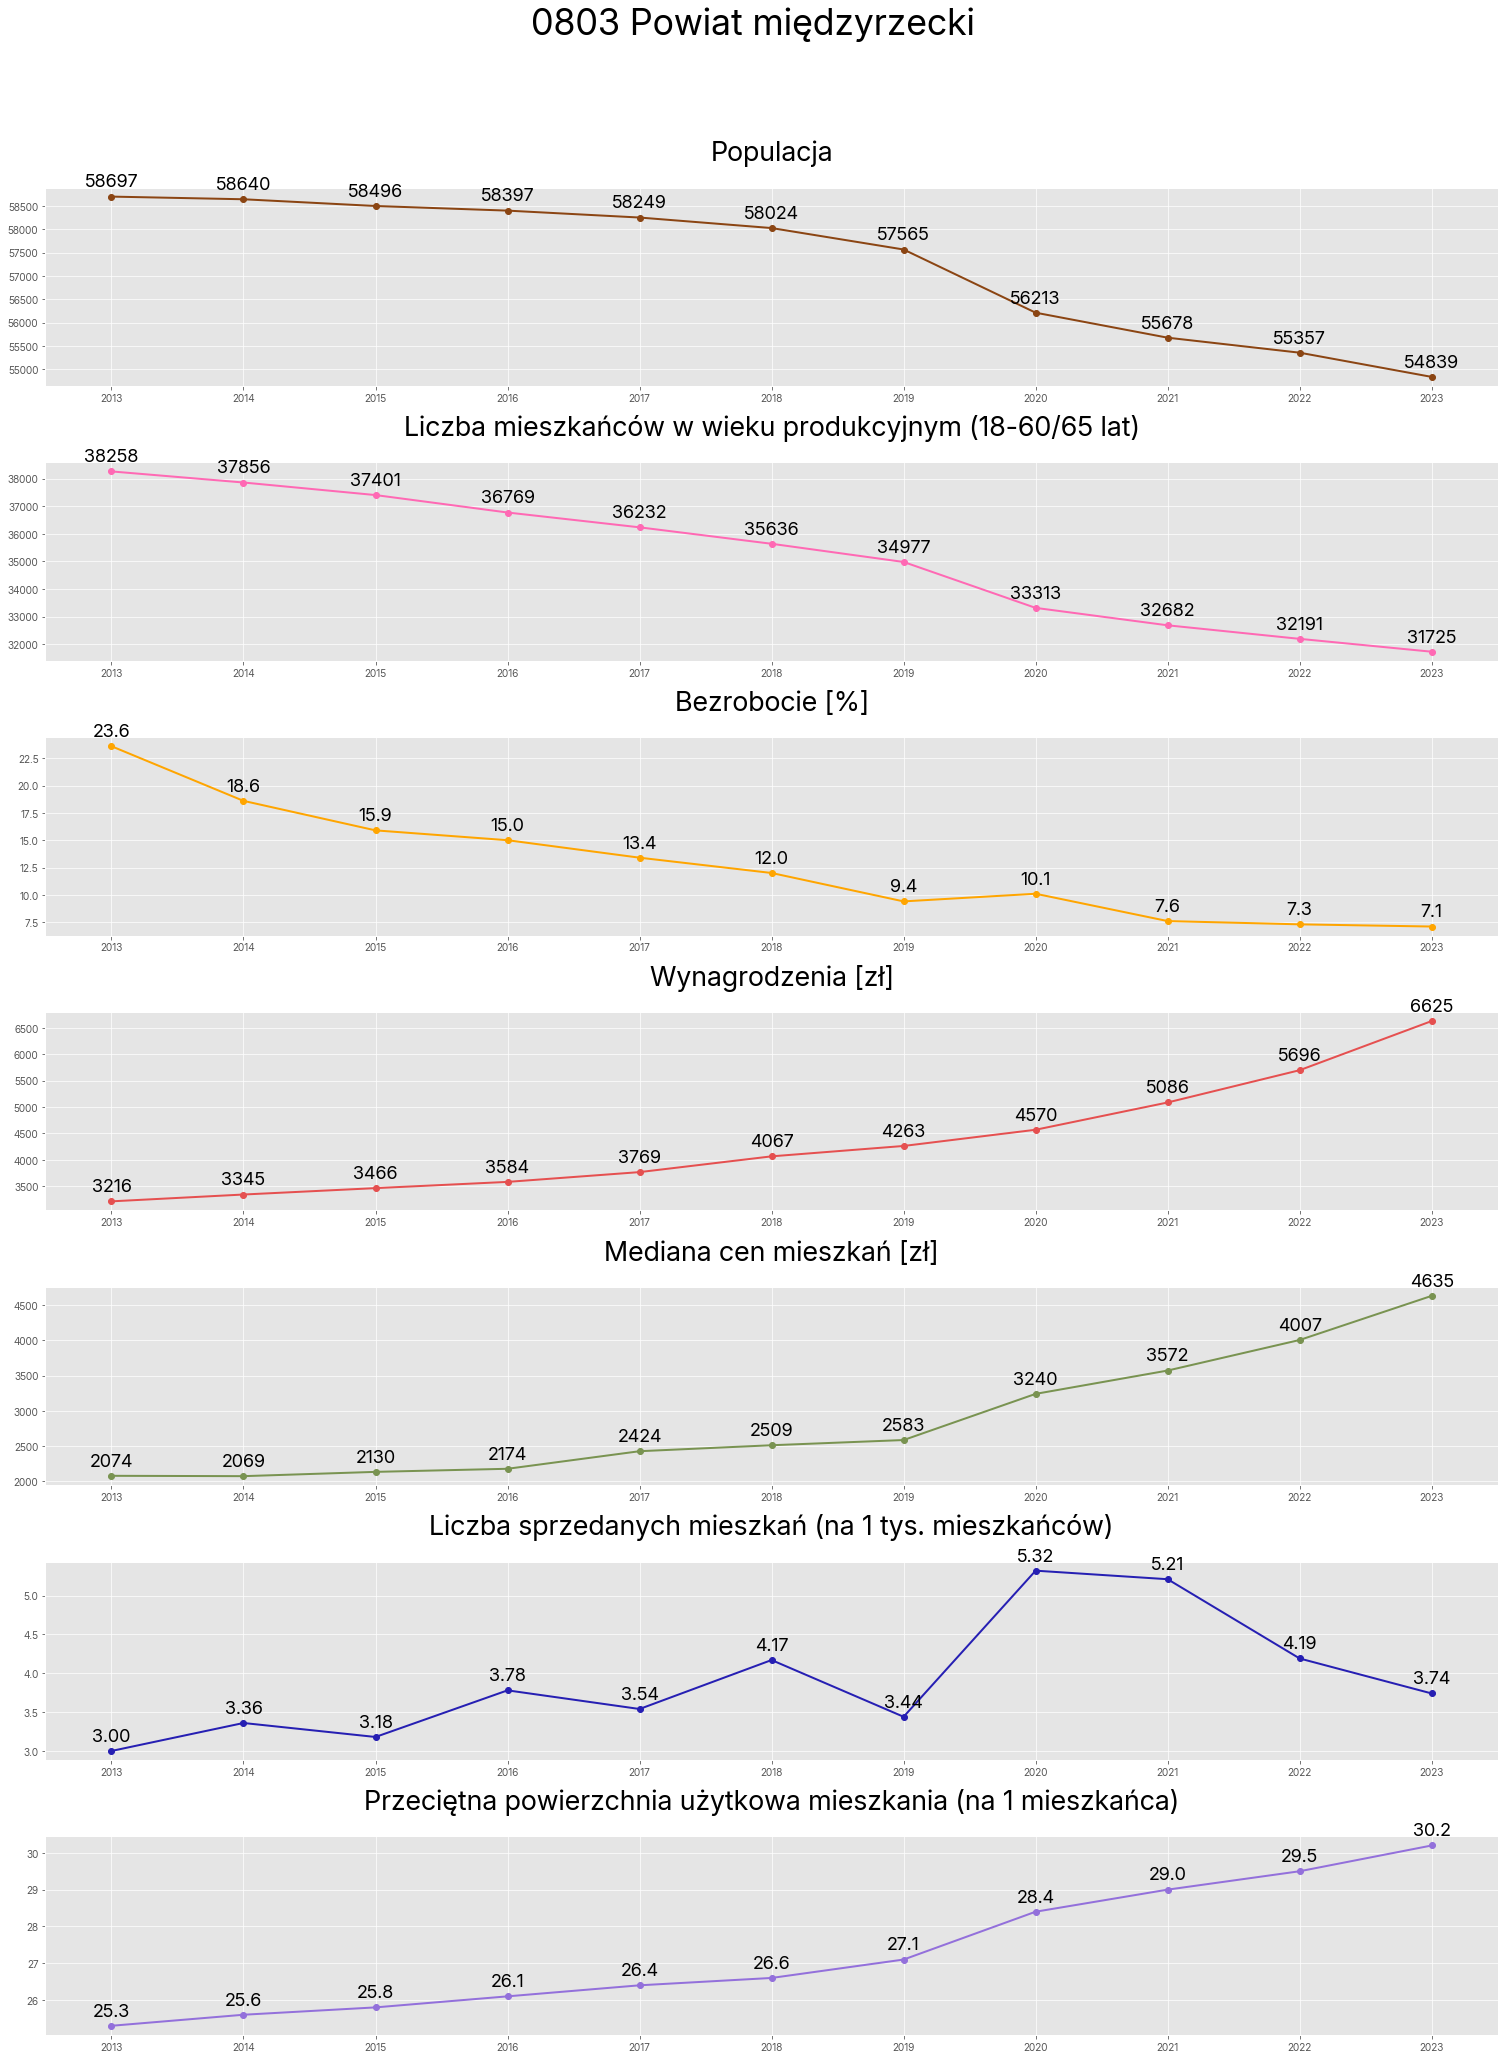 0803 Powiat międzyrzecki
Populacja
58697 58640 58496 58397 58249 58024 57565 56213 55678 55357 54839
58500
58000
57500
57000
56500
56000
55500
55000
2013 2014 2015 2016 2017 2018 2019 2020 2021 2022 2023
Liczba mieszkańców w wieku produkcyjnym (18-60/65 lat)
38258 37856 37401 36769 36232 35636 34977 33313 32682 32191 31725
38000
37000
36000
35000
34000
33000
32000
2013 2014 2015 2016 2017 2018 2019 2020 2021 2022 2023
Bezrobocie [%]
23.6 18.6 15.9 15.0 13.4 12.0 9.4 10.1 7.6 7.3 7.1
22.5
20.0
17.5
15.0
12.5
10.0
7.5
2013 2014 2015 2016 2017 2018 2019 2020 2021 2022 2023
Wynagrodzenia [zł]
3216 3345 3466 3584 3769 4067 4263 4570 5086 5696 6625
6500
6000
5500
5000
4500
4000
3500
2013 2014 2015 2016 2017 2018 2019 2020 2021 2022 2023
Mediana cen mieszkań [zł]
2074 2069 2130 2174 2424 2509 2583 3240 3572 4007 4635
4500
4000
3500
3000
2500
2000
2013 2014 2015 2016 2017 2018 2019 2020 2021 2022 2023
Liczba sprzedanych mieszkań (na 1 tys. mieszkańców)
3.00 3.36 3.18 3.78 3.54 4.17 3.44 5.32 5.21 4.19 3.74
5.0
4.5
4.0
3.5
3.0
2013 2014 2015 2016 2017 2018 2019 2020 2021 2022 2023
Przeciętna powierzchnia użytkowa mieszkania (na 1 mieszkańca)
25.3 25.6 25.8 26.1 26.4 26.6 27.1 28.4 29.0 29.5 30.2
30
29
28
27
26
2013 2014 2015 2016 2017 2018 2019 2020 2021 2022 2023